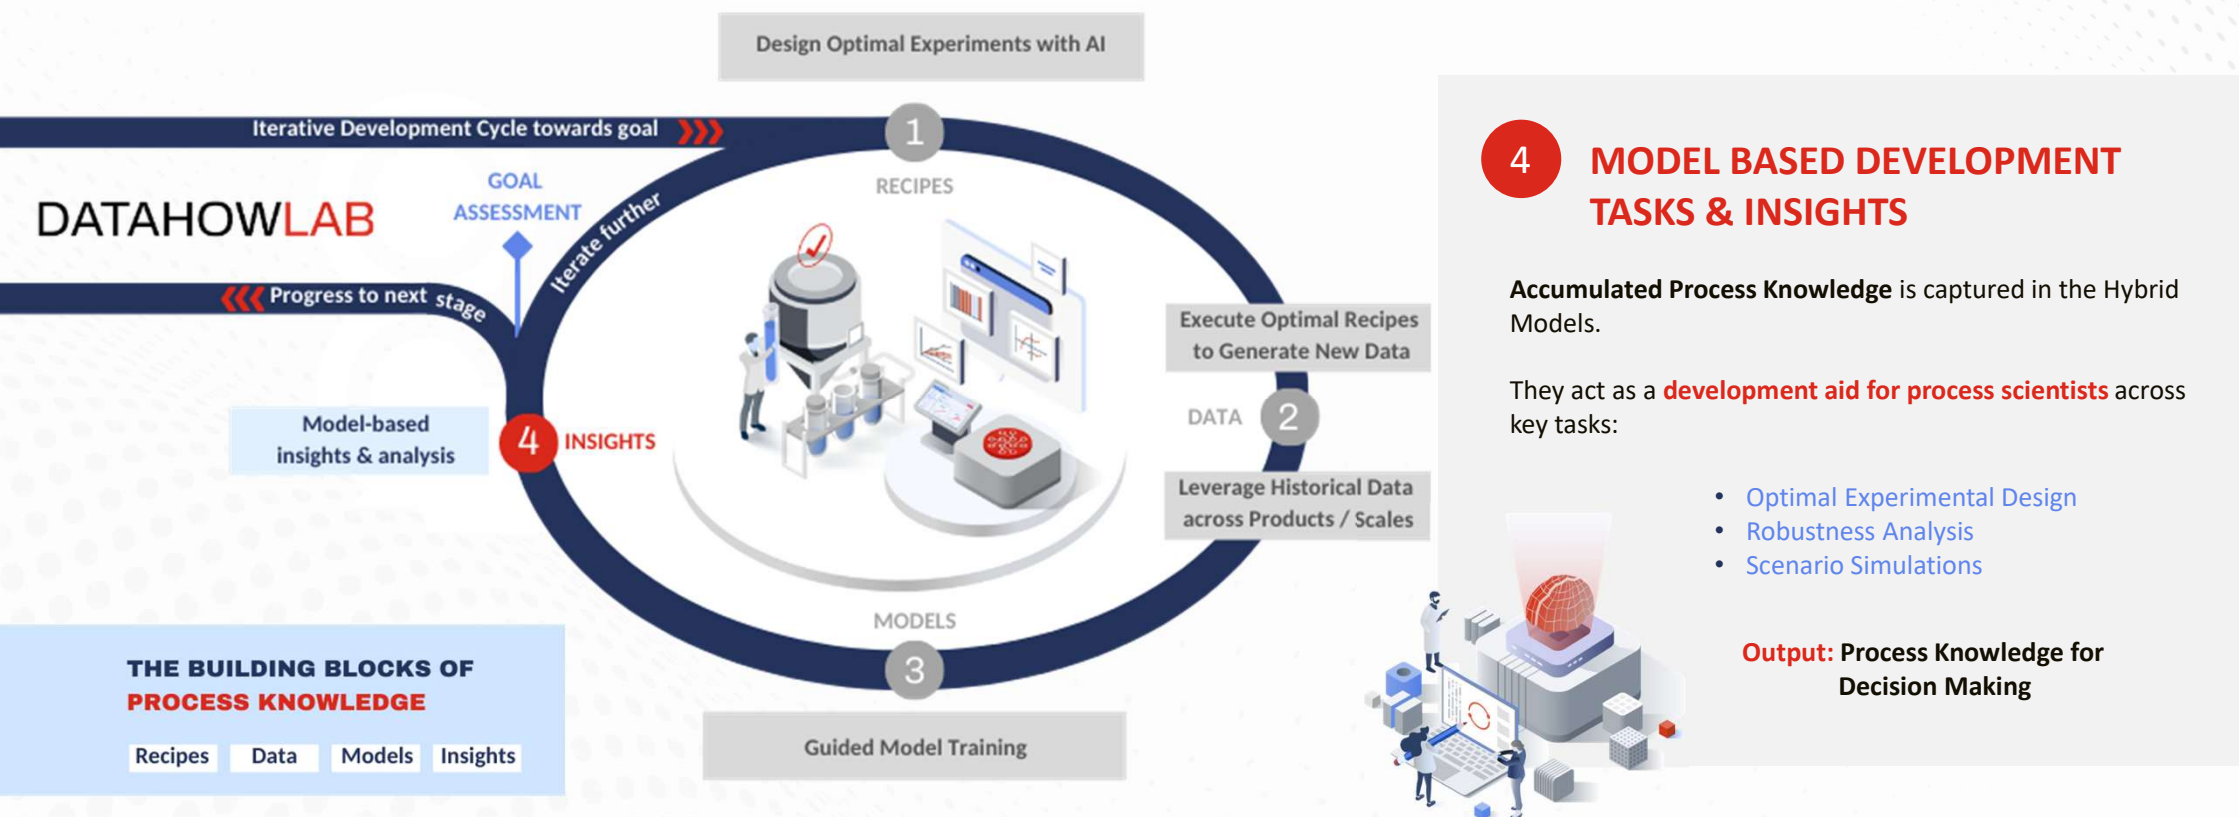 Design Optimal Experiments with AI
Iterative Development Cycle towards goal
1
RECIPES
DATAHOWLAB
GOAL
ASSESSMENT
Iterate further
Progress to next stage
Execute Optimal Recipes
to Generate New Data
DATA
2
Leverage Historical Data
across Products / Scales
Model-based
insights & analysis
4
INSIGHTS
MODELS
3
Guided Model Training
THE BUILDING BLOCKS OF
PROCESS KNOWLEDGE
Recipes
Data
Models
Insights
4
MODEL BASED DEVELOPMENT
TASKS & INSIGHTS
Accumulated Process Knowledge is captured in the Hybrid
Models.
They act as a development aid for process scientists across
key tasks:
• Optimal Experimental Design
• Robustness Analysis
• Scenario Simulations
Output: Process Knowledge for
Decision Making